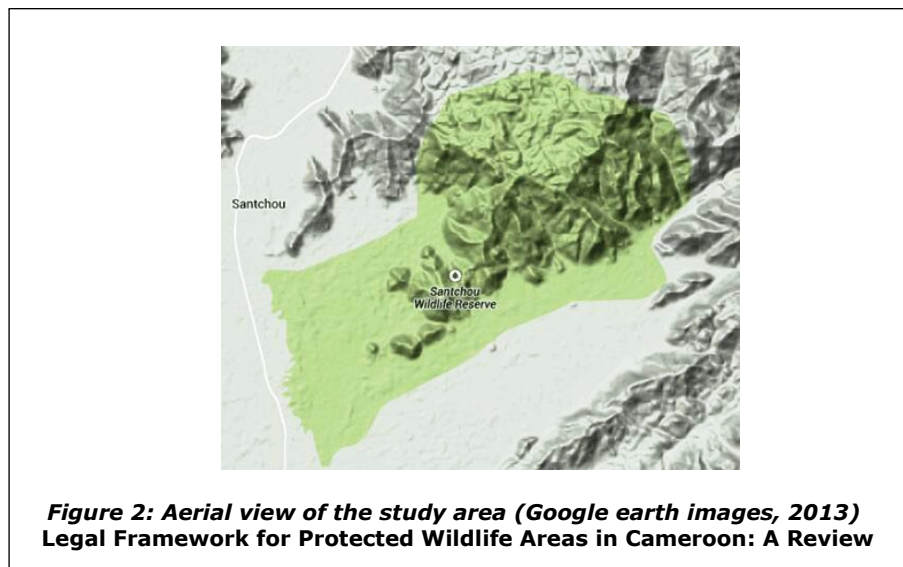 Santchou
Santchou
Wildlife Reserve
Figure 2: Aerial view of the study area (Google earth images, 2013)
Legal Framework for Protected Wildlife Areas in Cameroon: A Review